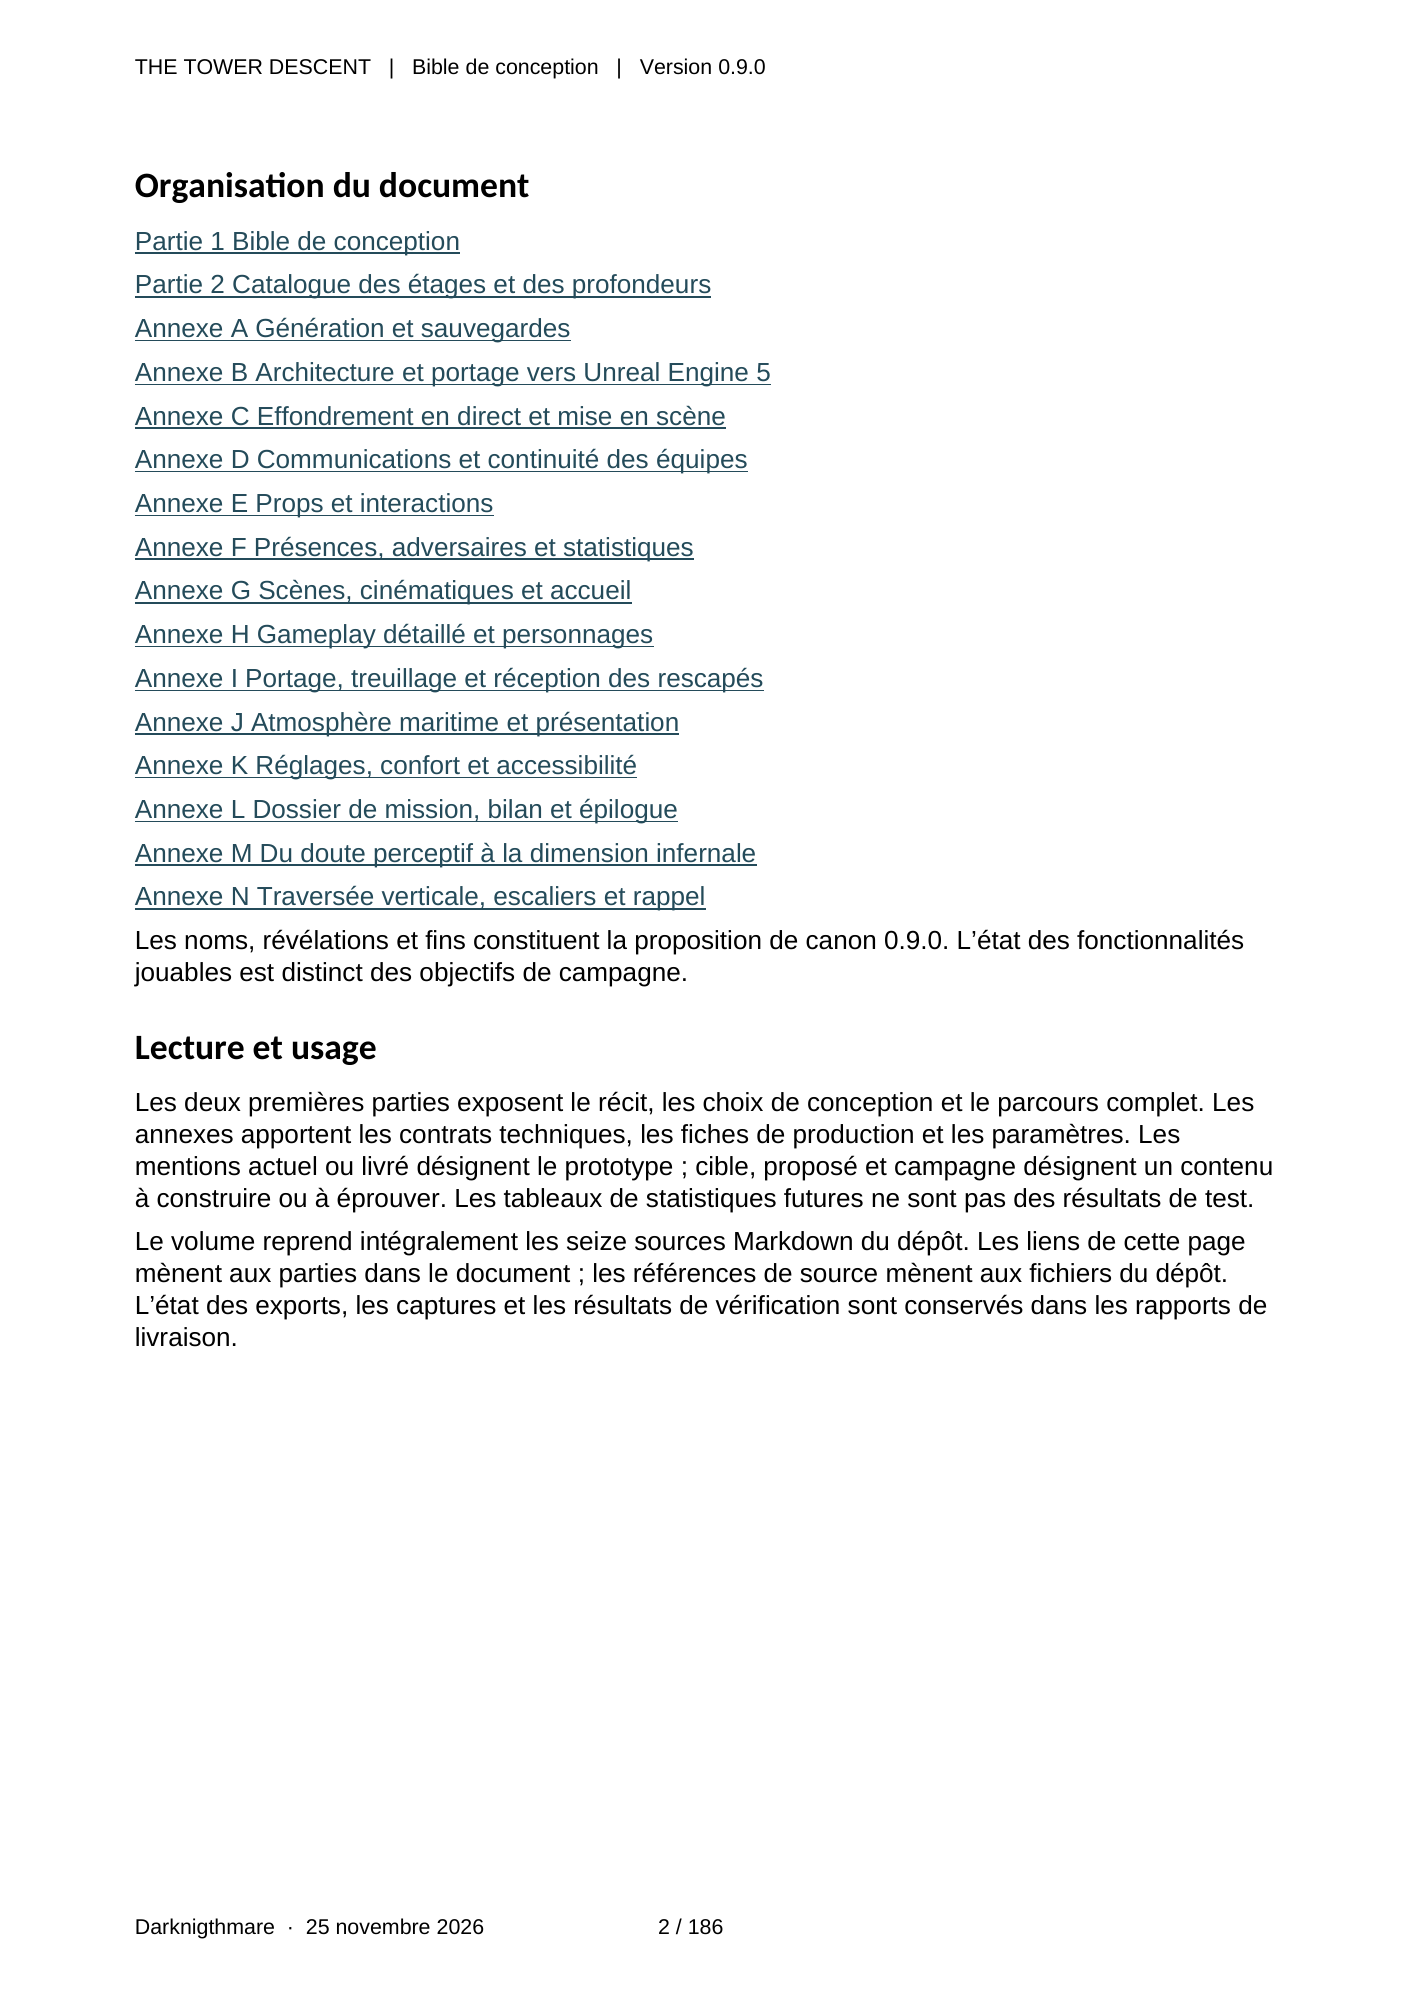 THE TOWER DESCENT | Bible de conception | Version 0.9.0
Organisation du document
Partie 1 Bible de conception
Partie 2 Catalogue des étages et des profondeurs
Annexe A Génération et sauvegardes
Annexe B Architecture et portage vers Unreal Engine 5
Annexe C Effondrement en direct et mise en scène
Annexe D Communications et continuité des équipes
Annexe E Props et interactions
Annexe F Présences, adversaires et statistiques
Annexe G Scènes, cinématiques et accueil
Annexe H Gameplay détaillé et personnages
Annexe I Portage, treuillage et réception des rescapés
Annexe J Atmosphère maritime et présentation
Annexe K Réglages, confort et accessibilité
Annexe L Dossier de mission, bilan et épilogue
Annexe M Du doute perceptif à la dimension infernale
Annexe N Traversée verticale, escaliers et rappel
Les noms, révélations et fins constituent la proposition de canon 0.9.0. L’état des fonctionnalités
jouables est distinct des objectifs de campagne.
Lecture et usage
Les deux premières parties exposent le récit, les choix de conception et le parcours complet. Les
annexes apportent les contrats techniques, les fiches de production et les paramètres. Les
mentions actuel ou livré désignent le prototype ; cible, proposé et campagne désignent un contenu
à construire ou à éprouver. Les tableaux de statistiques futures ne sont pas des résultats de test.
Le volume reprend intégralement les seize sources Markdown du dépôt. Les liens de cette page
mènent aux parties dans le document ; les références de source mènent aux fichiers du dépôt.
L’état des exports, les captures et les résultats de vérification sont conservés dans les rapports de
livraison.
Darknigthmare · 25 novembre 2026 2 / 186